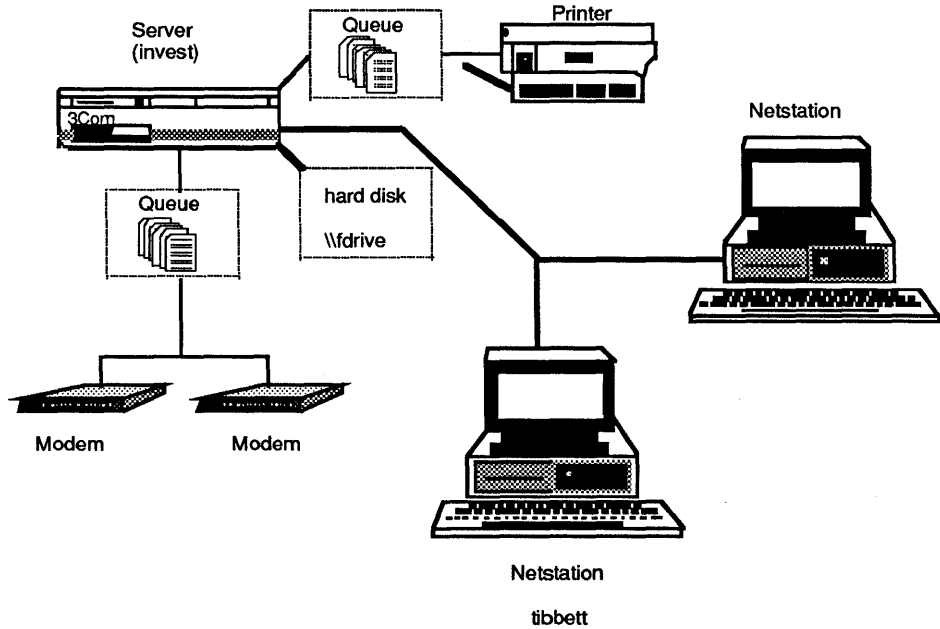 Server
(invest)
Queue
Printer
3Com
Netstation
hard disk
\\fdrive
Queue
Modem
Modem
Netstation
tibbett